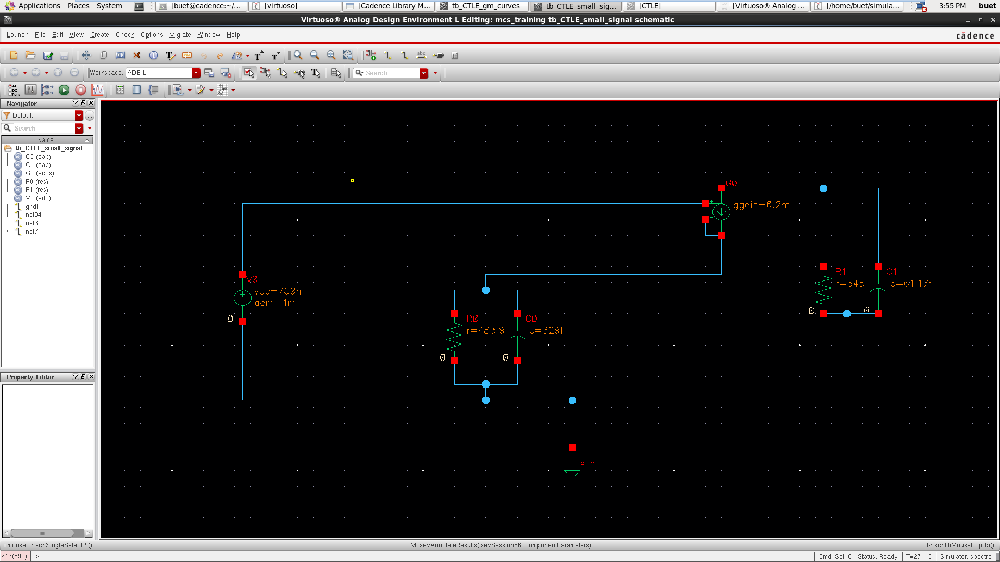 Applications Places System [buet@cadence:~/... [virtuoso] [Cadence Library M... tb_CTLE_gm_curves tb_CTLE_small_sig... [CTLE] [Virtuoso® Analog ... [/home/buet/simula... 3:55 PM buet
Virtuoso® Analog Design Environment L Editing: mcs_training tb_CTLE_small_signal schematic
Launch File Edit View Create Check Options Migrate Window Help cādence
abc
Workspace: ADE L Search
AC
DC
Trans
Navigator
Default
Search
Name
tb_CTLE_small_signal
C0 (cap)
C1 (cap)
G0 (vccs)
R0 (res)
R1 (res)
V0 (vdc)
gnd!
net04
net6
net7
Property Editor
G0
ggain=6.2m
V0
vdc=750m
acm=1m
0
R0
r=483.9
0
C0
c=329f
0
R1
r=645
0
C1
c=61.17f
0
gnd
mouse L: schSingleSelectPt() M: sevAnnotateResults('sevSession56 'componentParameters) R: schHiMousePopUp()
243(590) > Cmd: Sel: 0 Status: Ready T=27 C Simulator: spectre